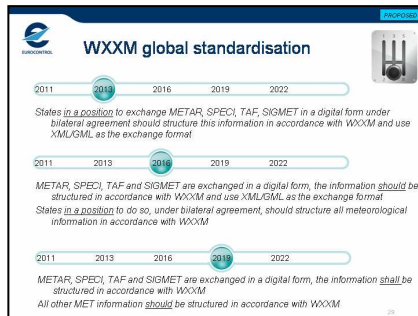 PROPOSED
EUROCONTROL
WXXM global standardisation
2011 2013 2016 2019 2022
States in a position to exchange METAR, SPECI, TAF, SIGMET in a digital form under
bilateral agreement should structure this information in accordance with WXXM and use
XML/GML as the exchange format
2011 2013 2016 2019 2022
METAR, SPECI, TAF and SIGMET are exchanged in a digital form, the information should be
structured in accordance with WXXM and use XML/GML as the exchange format
States in a position to do so, under bilateral agreement, should structure all meteorological
information in accordance with WXXM
2011 2013 2016 2019 2022
METAR, SPECI, TAF and SIGMET are exchanged in a digital form, the information shall be
structured in accordance with WXXM
All other MET information should be structured in accordance with WXXM
29